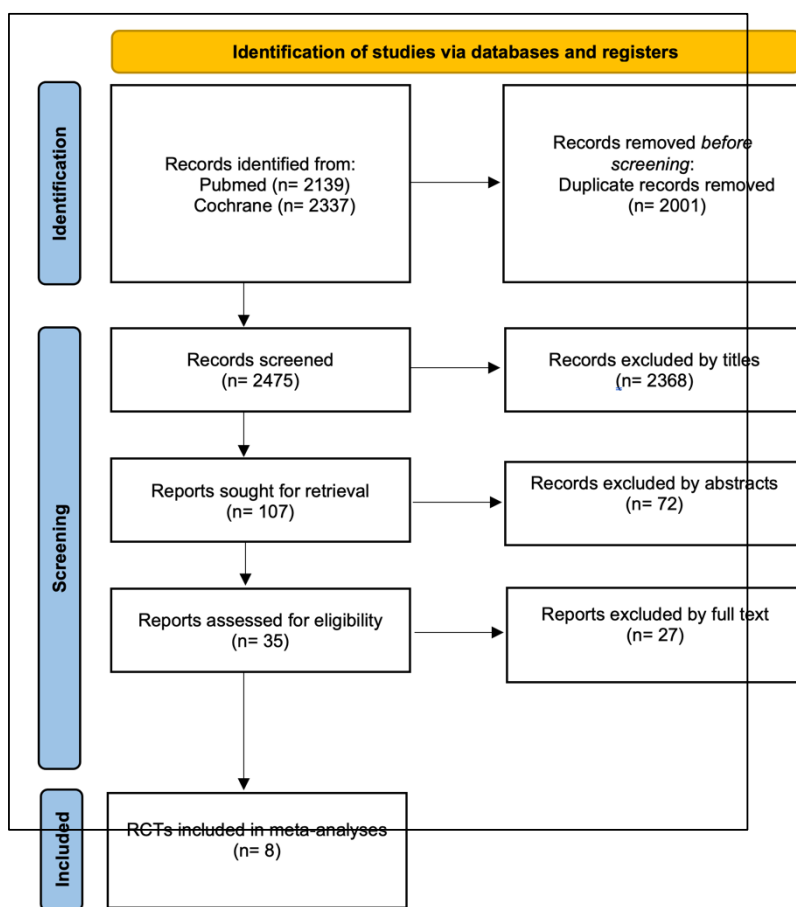 Identification of studies via databases and registers
Identification
Records identified from:
Pubmed (n= 2139)
Cochrane (n= 2337)
Records removed before
screening:
Duplicate records removed
(n= 2001)
Screening
Records screened
(n= 2475)
Records excluded by titles
(n= 2368)
Reports sought for retrieval
(n= 107)
Records excluded by abstracts
(n= 72)
Reports assessed for eligibility
(n= 35)
Reports excluded by full text
(n= 27)
Included
RCTs included in meta-analyses
(n= 8)